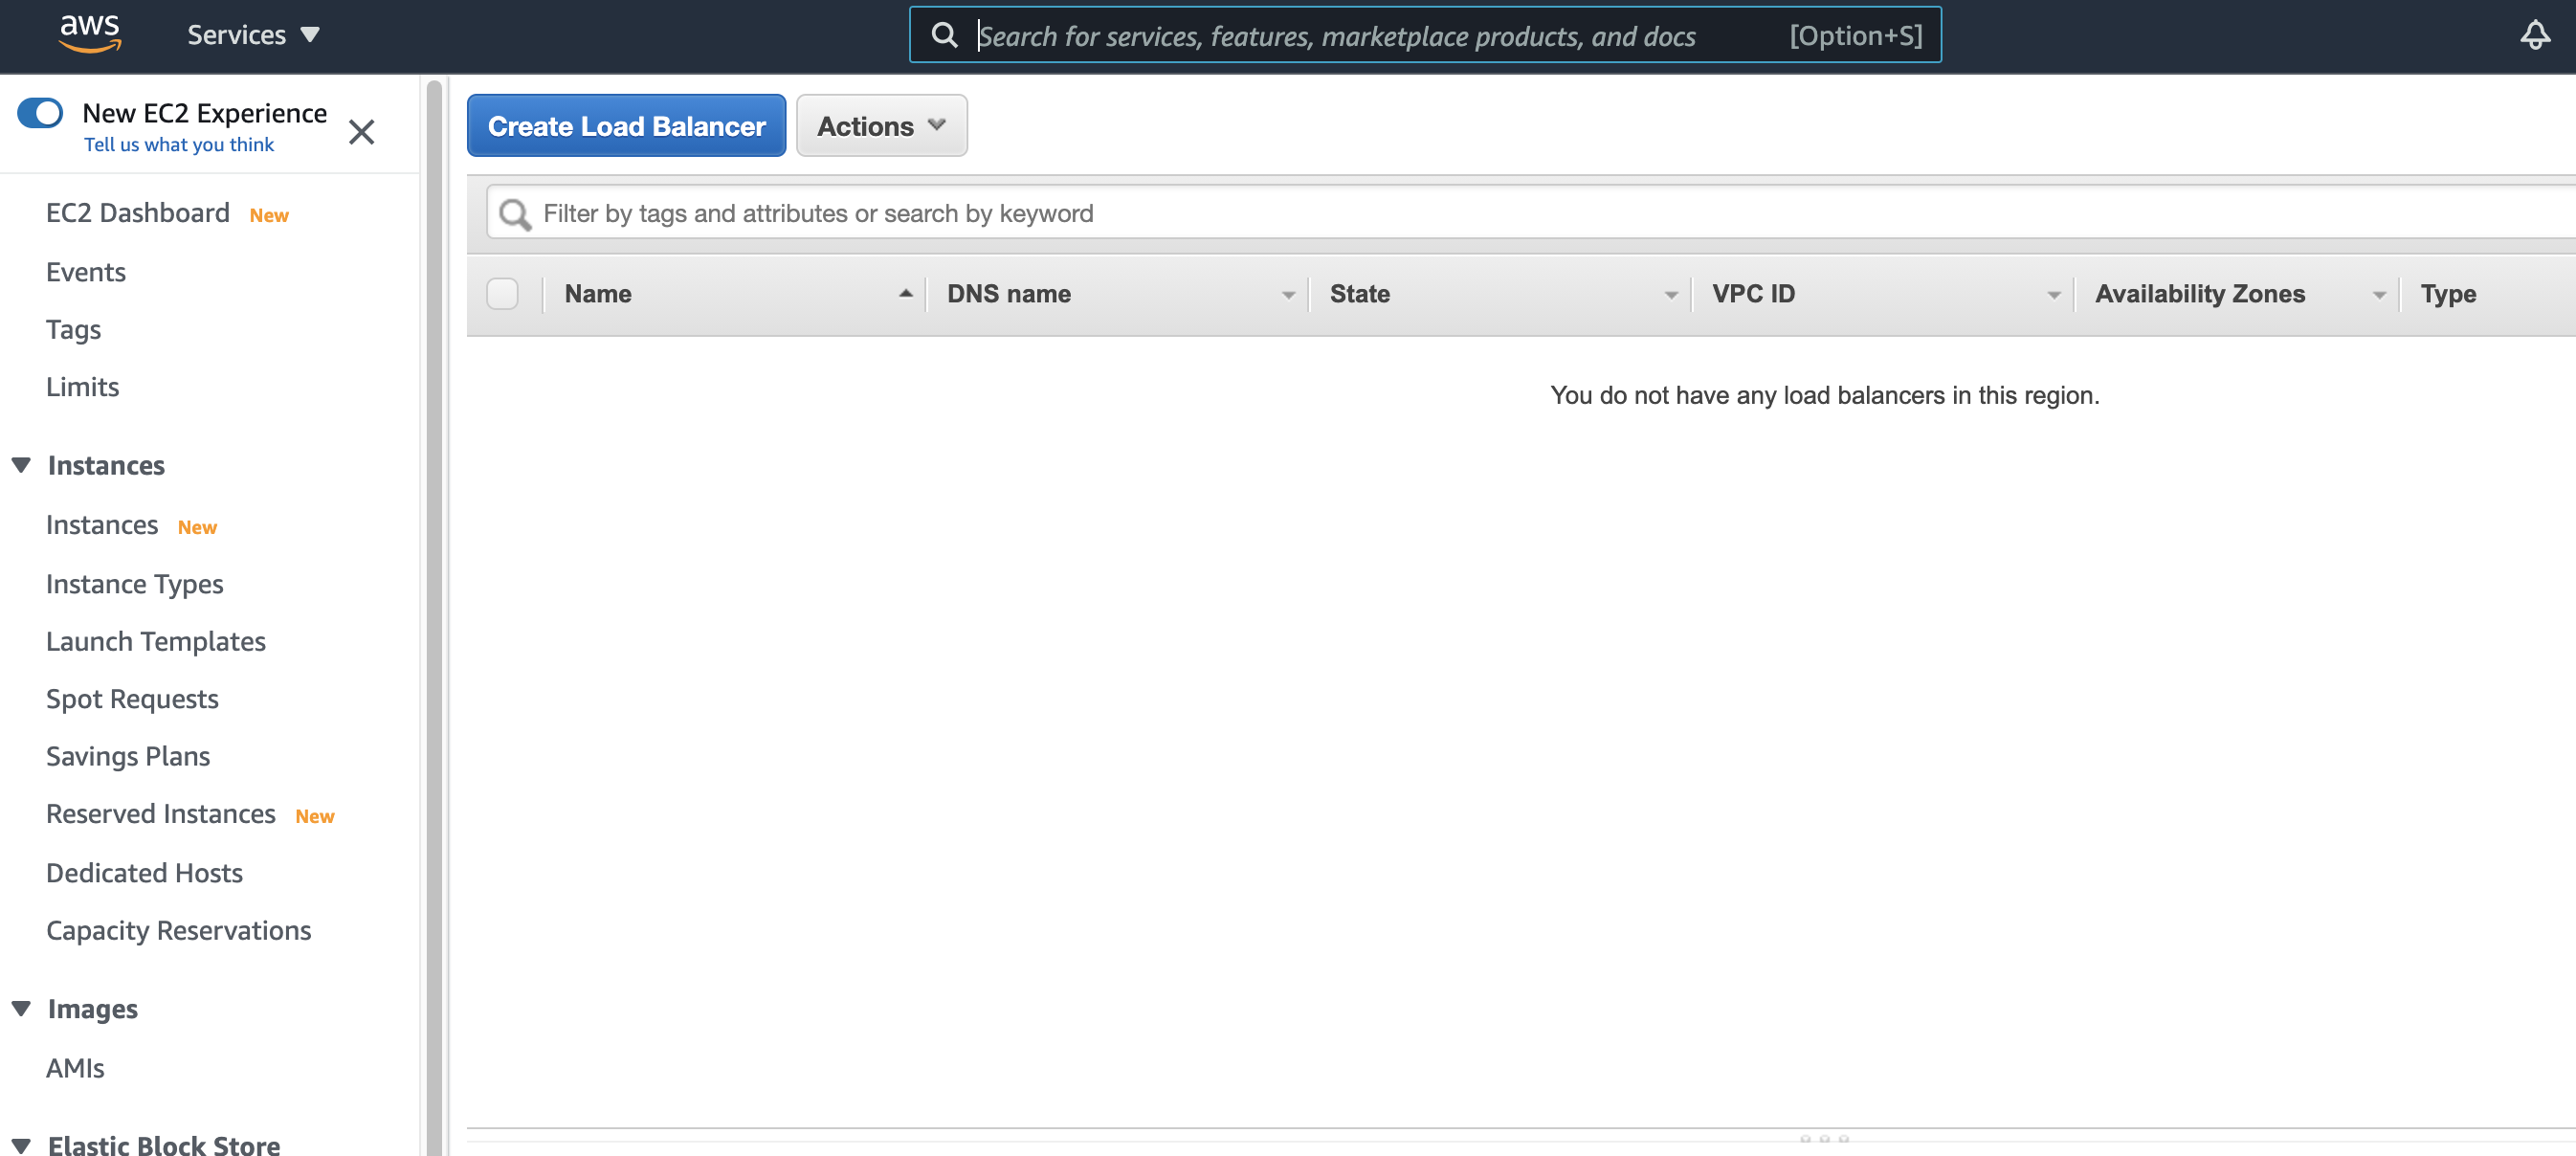 aws
Services
Search for services, features, marketplace products, and docs [Option+S]
New EC2 Experience
Tell us what you think
EC2 Dashboard New
Events
Tags
Limits
Instances
Instances New
Instance Types
Launch Templates
Spot Requests
Savings Plans
Reserved Instances New
Dedicated Hosts
Capacity Reservations
Images
AMIs
Elastic Block Store
Create Load Balancer
Actions
Filter by tags and attributes or search by keyword
Name DNS name State VPC ID Availability Zones Type
You do not have any load balancers in this region.